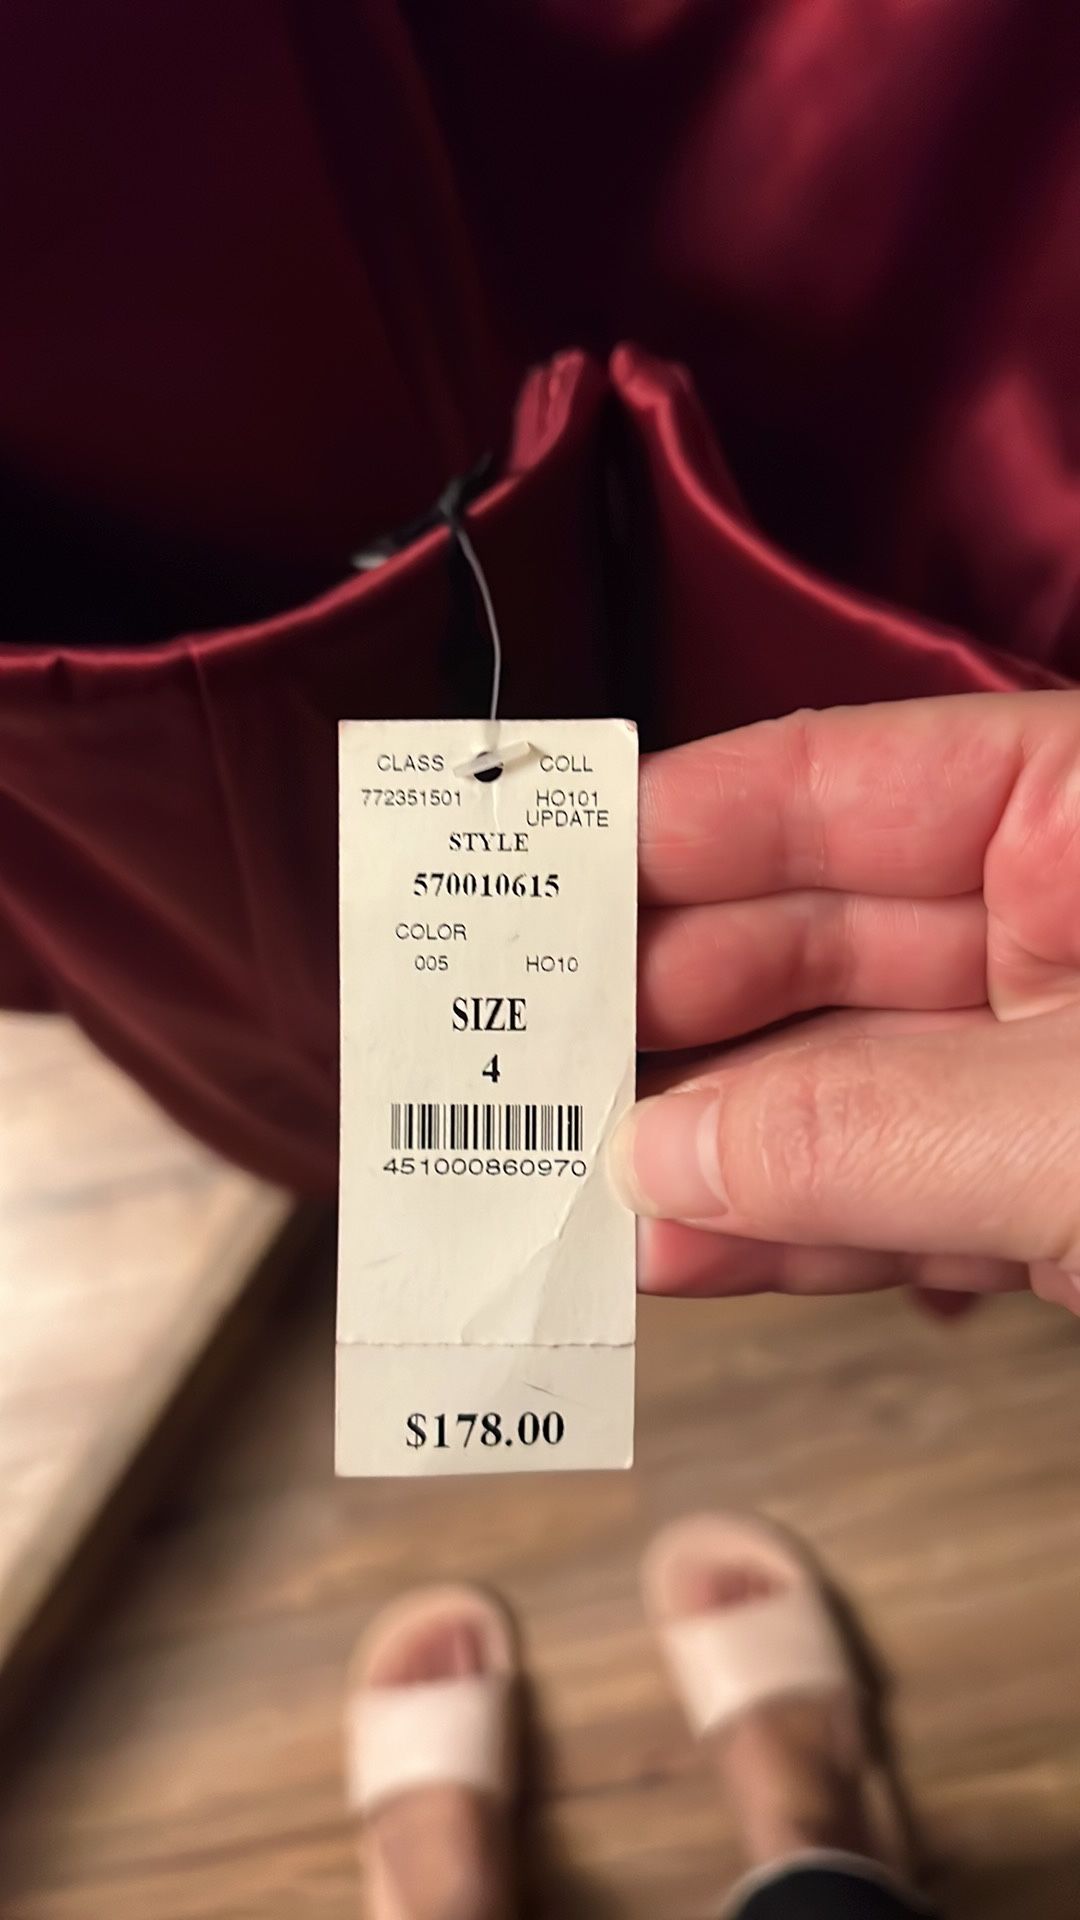 CLASS COLL
772351501 HO101
UPDATE
STYLE
570010615
COLOR
005 HO10
SIZE
4
451000860970
$178.00